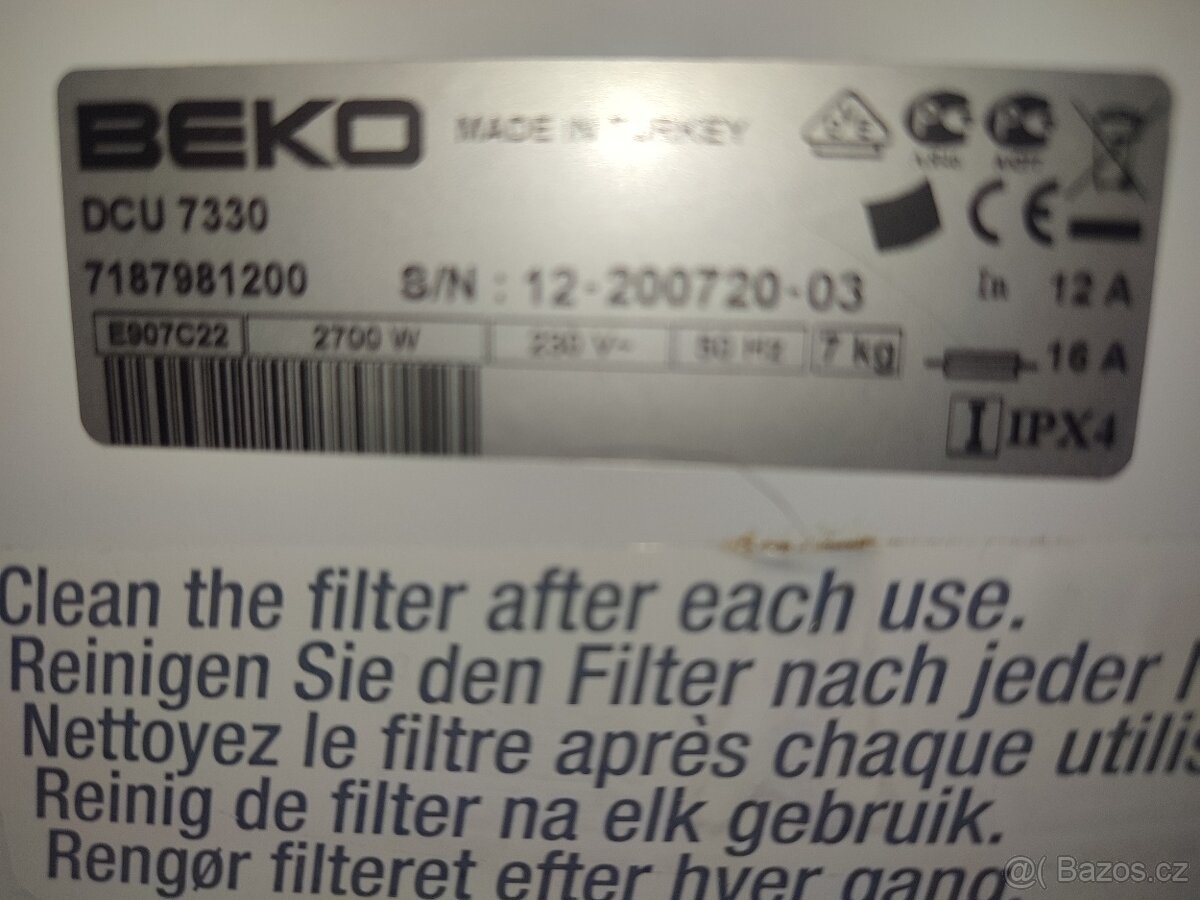 BEKO MADE IN TURKEY
DCU 7330
7187981200 S/N : 12-200720-03 In 12 A
E907C22 2700 W 230 V~ 50 Hz 7 kg 16 A
I IPX4
Clean the filter after each use.
Reinigen Sie den Filter nach jeder
Nettoyez le filtre après chaque utilis
Reinig de filter na elk gebruik.
Rengør filteret efter hver gang.
@( Bazos.cz